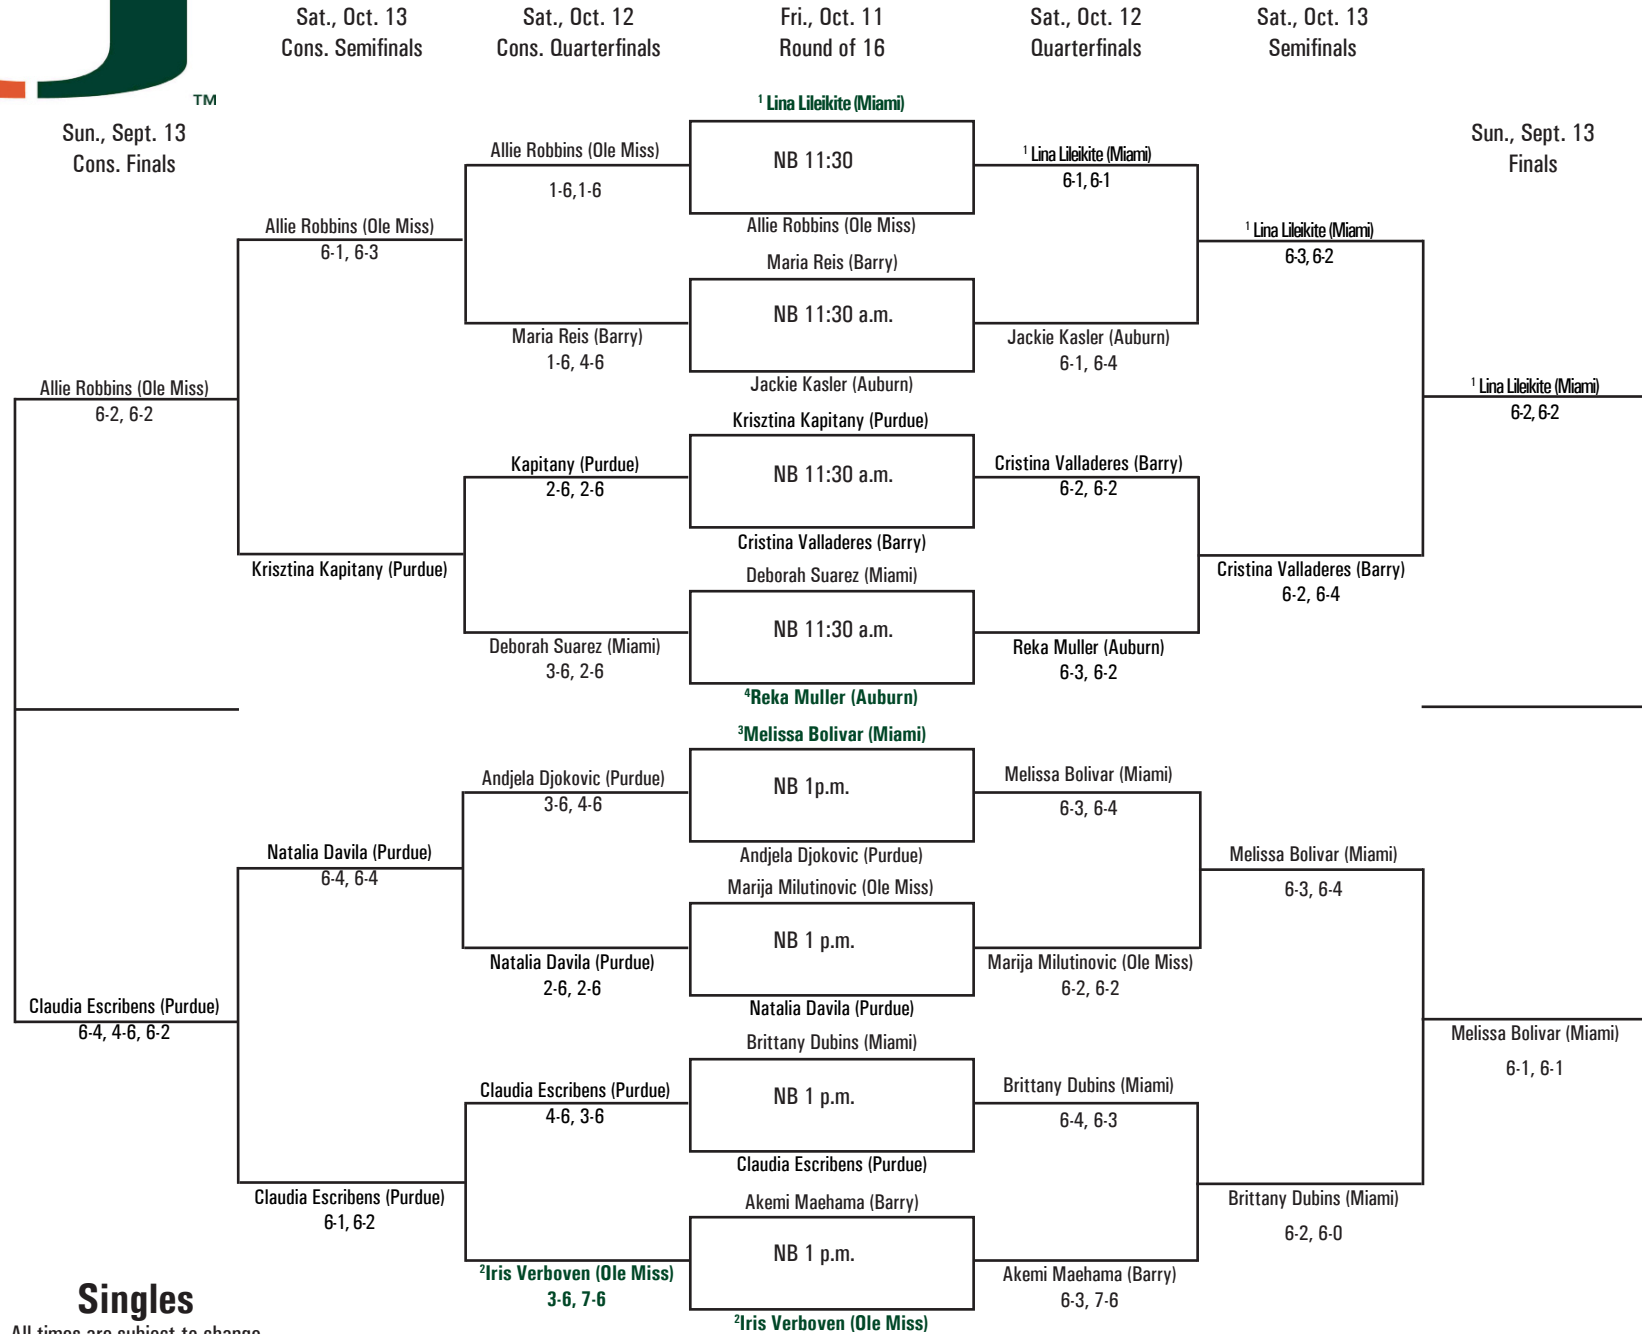 TM
Sat., Oct. 13
Cons. Semifinals
Sat., Oct. 12
Cons. Quarterfinals
Fri., Oct. 11
Round of 16
Sat., Oct. 12
Quarterfinals
Sat., Oct. 13
Semifinals
Sun., Sept. 13
Cons. Finals
Sun., Sept. 13
Finals
Allie Robbins (Ole Miss)
6-2, 6-2
Claudia Escribens (Purdue)
6-4, 4-6, 6-2
Allie Robbins (Ole Miss)
6-1, 6-3
Krisztina Kapitany (Purdue)
Natalia Davila (Purdue)
6-4, 6-4
Claudia Escribens (Purdue)
6-1, 6-2
Allie Robbins (Ole Miss)
1-6,1-6
Maria Reis (Barry)
1-6, 4-6
Kapitany (Purdue)
2-6, 2-6
Deborah Suarez (Miami)
3-6, 2-6
Andjela Djokovic (Purdue)
3-6, 4-6
Natalia Davila (Purdue)
2-6, 2-6
Claudia Escribens (Purdue)
4-6, 3-6
2Iris Verboven (Ole Miss)
3-6, 7-6
1 Lina Lileikite (Miami)
NB 11:30
Allie Robbins (Ole Miss)
Maria Reis (Barry)
NB 11:30 a.m.
Jackie Kasler (Auburn)
Krisztina Kapitany (Purdue)
NB 11:30 a.m.
Cristina Valladeres (Barry)
Deborah Suarez (Miami)
NB 11:30 a.m.
4Reka Muller (Auburn)
3Melissa Bolivar (Miami)
NB 1p.m.
Andjela Djokovic (Purdue)
Marija Milutinovic (Ole Miss)
NB 1 p.m.
Natalia Davila (Purdue)
Brittany Dubins (Miami)
NB 1 p.m.
Claudia Escribens (Purdue)
Akemi Maehama (Barry)
NB 1 p.m.
2Iris Verboven (Ole Miss)
1 Lina Lileikite (Miami)
6-1, 6-1
Jackie Kasler (Auburn)
6-1, 6-4
Cristina Valladeres (Barry)
6-2, 6-2
Reka Muller (Auburn)
6-3, 6-2
Melissa Bolivar (Miami)
6-3, 6-4
Marija Milutinovic (Ole Miss)
6-2, 6-2
Brittany Dubins (Miami)
6-4, 6-3
Akemi Maehama (Barry)
6-3, 7-6
1 Lina Lileikite (Miami)
6-3, 6-2
Cristina Valladeres (Barry)
6-2, 6-4
Melissa Bolivar (Miami)
6-3, 6-4
Brittany Dubins (Miami)
6-2, 6-0
1 Lina Lileikite (Miami)
6-2, 6-2
Melissa Bolivar (Miami)
6-1, 6-1
Singles
All times are subject to change